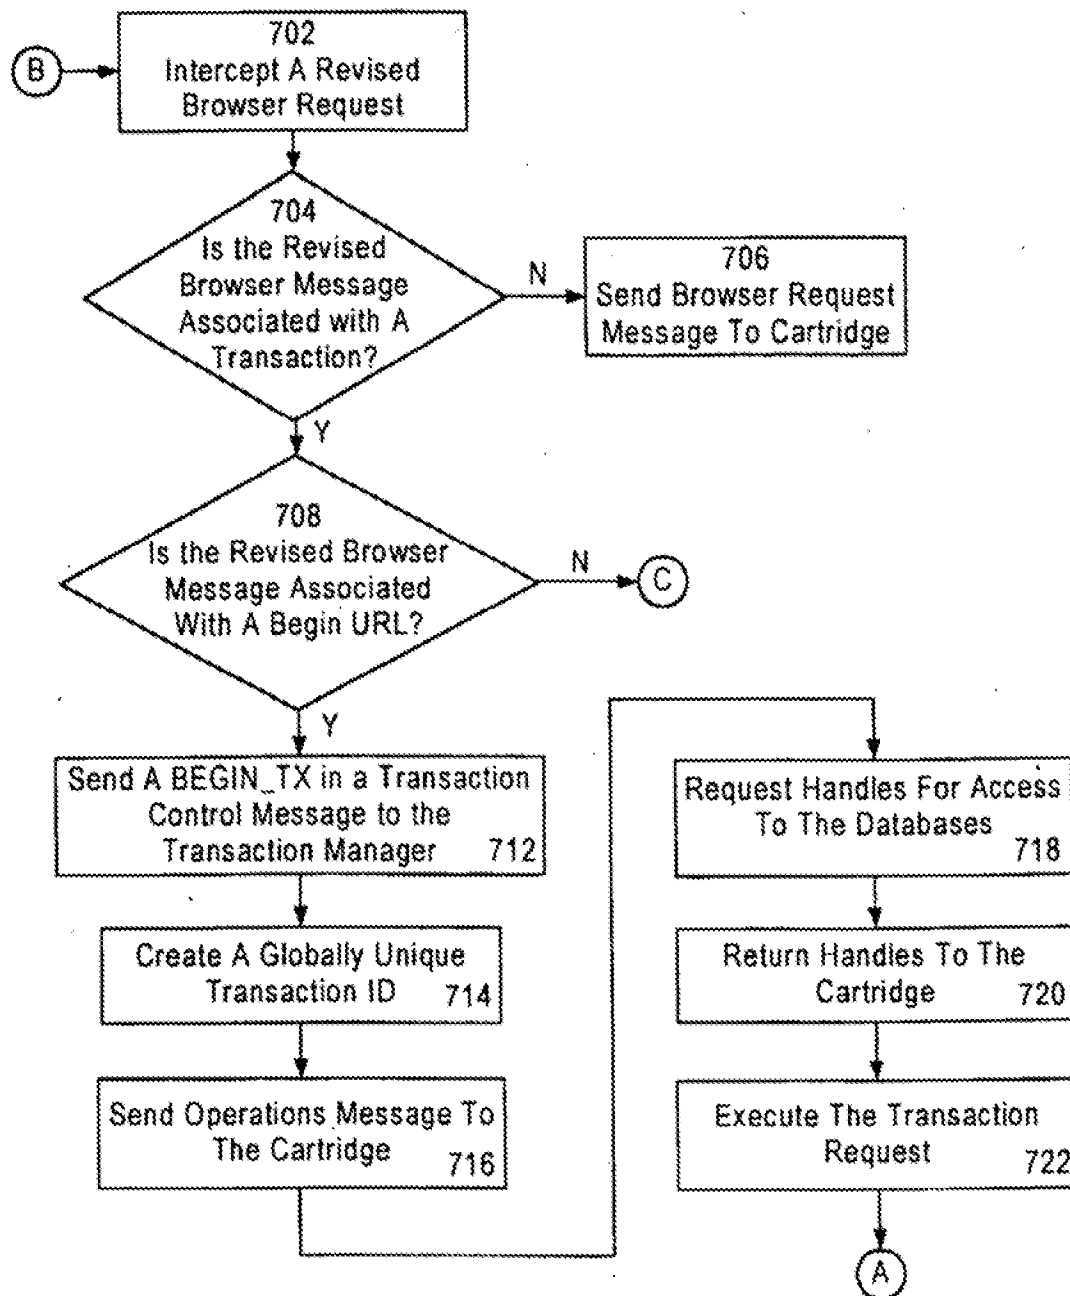 B
702
Intercept A Revised
Browser Request
704
Is the Revised
Browser Message
Associated with A
Transaction?
N
706
Send Browser Request
Message To Cartridge
Y
708
Is the Revised Browser
Message Associated
With A Begin URL?
N
C
Y
Send A BEGIN_TX in a Transaction
Control Message to the
Transaction Manager 712
Create A Globally Unique
Transaction ID 714
Send Operations Message To
The Cartridge 716
Request Handles For Access
To The Databases
718
Return Handles To The
Cartridge 720
Execute The Transaction
Request 722
A